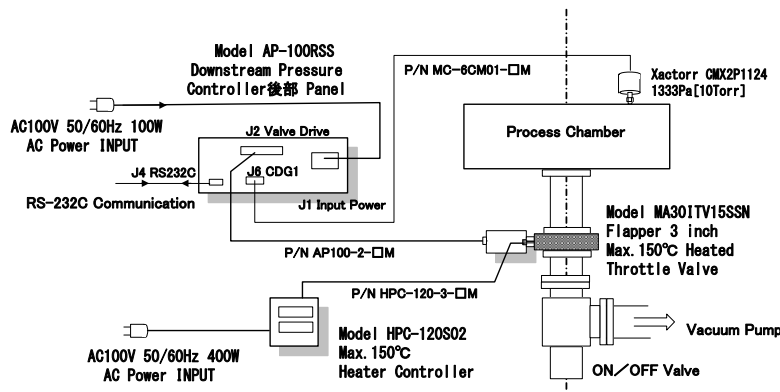 Model AP-100RSS
Downstream Pressure
Controller後部 Panel
P/N MC-6CM01-□M
Xactorr CMX2P1124
1333Pa[10Torr]
AC100V 50/60Hz 100W
AC Power INPUT
J2 Valve Drive
Process Chamber
J4 RS232C
J6 CDG1
RS-232C Communication
J1 Input Power
Model MA30ITV15SSN
Flapper 3 inch
Max. 150℃ Heated
Throttle Valve
P/N AP100-2-□M
P/N HPC-120-3-□M
AC100V 50/60Hz 400W
AC Power INPUT
Model HPC-120S02
Max. 150℃
Heater Controller
Vacuum Pump
ON／OFF Valve